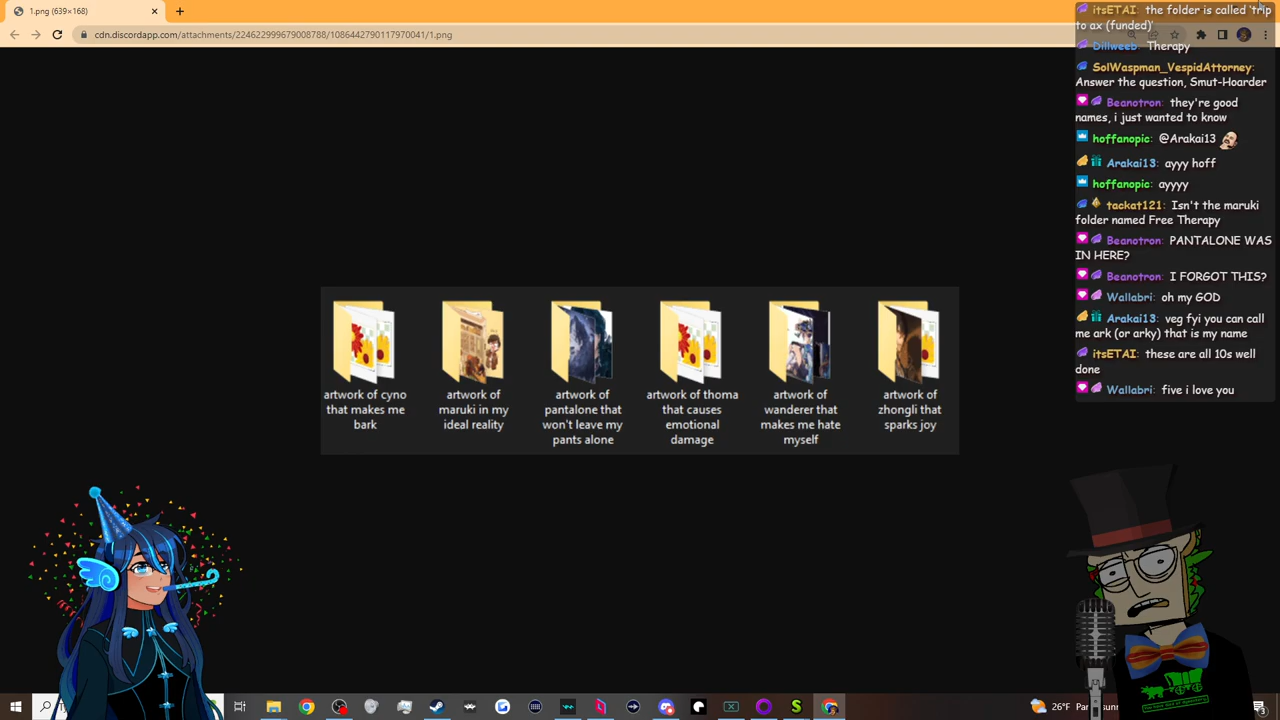 1.png (639×168)
cdn.discordapp.com/attachments/224622999679008788/1086442790117970041/1.png
itsETAI: the folder is called 'trip
to ax (funded)'
Dillweeb: Therapy
SolWaspman_VespidAttorney:
Answer the question, Smut-Hoarder
Beanotron: they're good
names, i just wanted to know
hoffanopic: @Arakai13
Arakai13: ayyy hoff
hoffanopic: ayyyy
tackat121: Isn't the maruki
folder named Free Therapy
Beanotron: PANTALONE WAS
IN HERE?
Beanotron: I FORGOT THIS?
Wallabri: oh my GOD
Arakai13: veg fyi you can call
me ark (or arky) that is my name
itsETAI: these are all 10s well
done
Wallabri: five i love you
artwork of cyno
that makes me
bark
artwork of
maruki in my
ideal reality
artwork of
pantalone that
won't leave my
pants alone
artwork of thoma
that causes
emotional
damage
artwork of
wanderer that
makes me hate
myself
artwork of
zhongli that
sparks joy
26°F